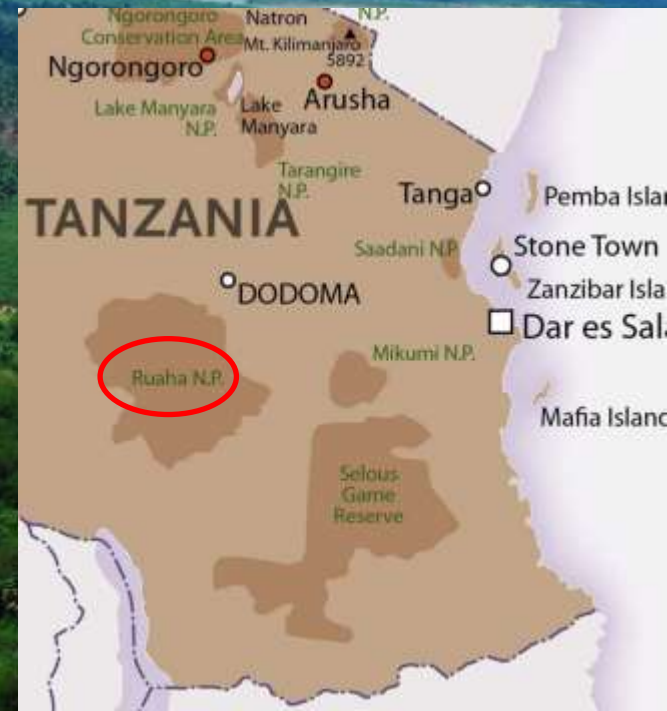 Ngorongoro
Conservation Area
Natron
N.P.
Mt. Kilimanjaro
5892
Ngorongoro
Arusha
Lake Manyara
N.P.
Lake
Manyara
Tarangire
N.P.
Tanga
Pemba Islan
TANZANIA
Saadani N.P.
Stone Town
DODOMA
Zanzibar Isla
Dar es Sala
Mikumi N.P.
Ruaha N.P.
Mafia Island
Selous
Game
Reserve